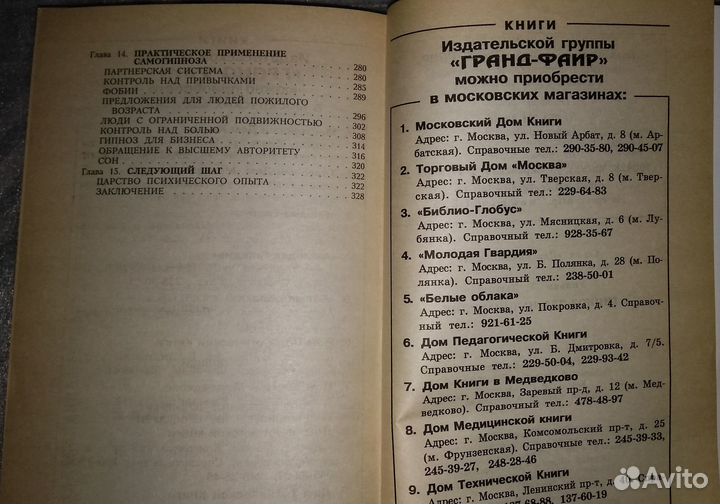 Глава 14. ПРАКТИЧЕСКОЕ ПРИМЕНЕНИЕ
САМОГИПНОЗА 280
ПАРТНЕРСКАЯ СИСТЕМА 280
КОНТРОЛЬ НАД ПРИВЫЧКАМИ 285
ФОБИИ 289
ПРЕДЛОЖЕНИЯ ДЛЯ ЛЮДЕЙ ПОЖИЛОГО
ВОЗРАСТА 296
ЛЮДИ С ОГРАНИЧЕННОЙ ПОДВИЖНОСТЬЮ 302
КОНТРОЛЬ НАД БОЛЬЮ 308
ГИПНОЗ ДЛЯ БИЗНЕСА 314
ОБРАЩЕНИЕ К ВЫСШЕМУ АВТОРИТЕТУ 316
СОН 320
Глава 15. СЛЕДУЮЩИЙ ШАГ 322
ЦАРСТВО ПСИХИЧЕСКОГО ОПЫТА 322
ЗАКЛЮЧЕНИЕ 328
КНИГИ
Издательской группы
«ГРАНД-ФАИР»
можно приобрести
в московских магазинах:
1. Московский Дом Книги
Адрес: г. Москва, ул. Новый Арбат, д. 8 (м. Ар-
батская). Справочные тел.: 290-35-80, 290-45-07
2. Торговый Дом «Москва»
Адрес: г. Москва, ул. Тверская, д. 8 (м. Твер-
ская). Справочный тел.: 229-64-83
3. «Библио-Глобус»
Адрес: г. Москва, ул. Мясницкая, д. 6 (м. Лу-
бянка). Справочный тел.: 928-35-67
4. «Молодая Гвардия»
Адрес: г. Москва, ул. Б. Полянка, д. 28 (м. По-
лянка). Справочный тел.: 238-50-01
5. «Белые облака»
Адрес: г. Москва, ул. Покровка, д. 4. Справоч-
ный тел.: 921-61-25
6. Дом Педагогической Книги
Адрес: г. Москва, ул. Б. Дмитровка, д. 7/5.
Справочный тел.: 229-50-04, 229-93-42
7. Дом Книги в Медведково
Адрес: г. Москва, Заревый пр-д, д. 12 (м. Мед-
ведково). Справочный тел.: 478-48-97
8. Дом Медицинской книги
Адрес: г. Москва, Комсомольский пр-т, д. 25
(м. Фрунзенская). Справочные тел.: 245-39-33,
245-39-27, 248-28-46
9. Дом Технической Книги
Адрес: г. Москва, Ленинский пр-т, д.
137-60-19
Avito